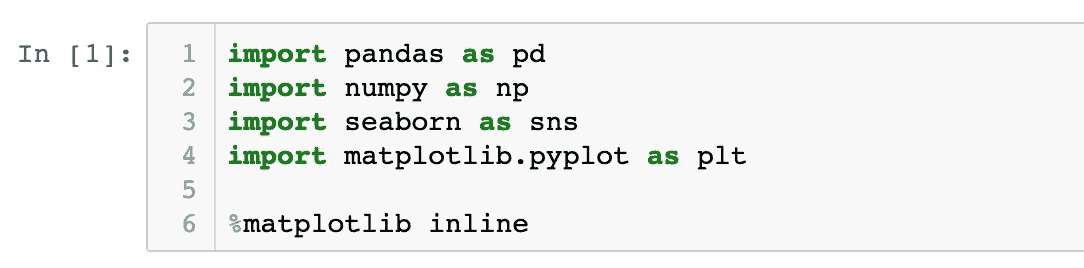 In [1]:
1 import pandas as pd
2 import numpy as np
3 import seaborn as sns
4 import matplotlib.pyplot as plt
5
6 %matplotlib inline